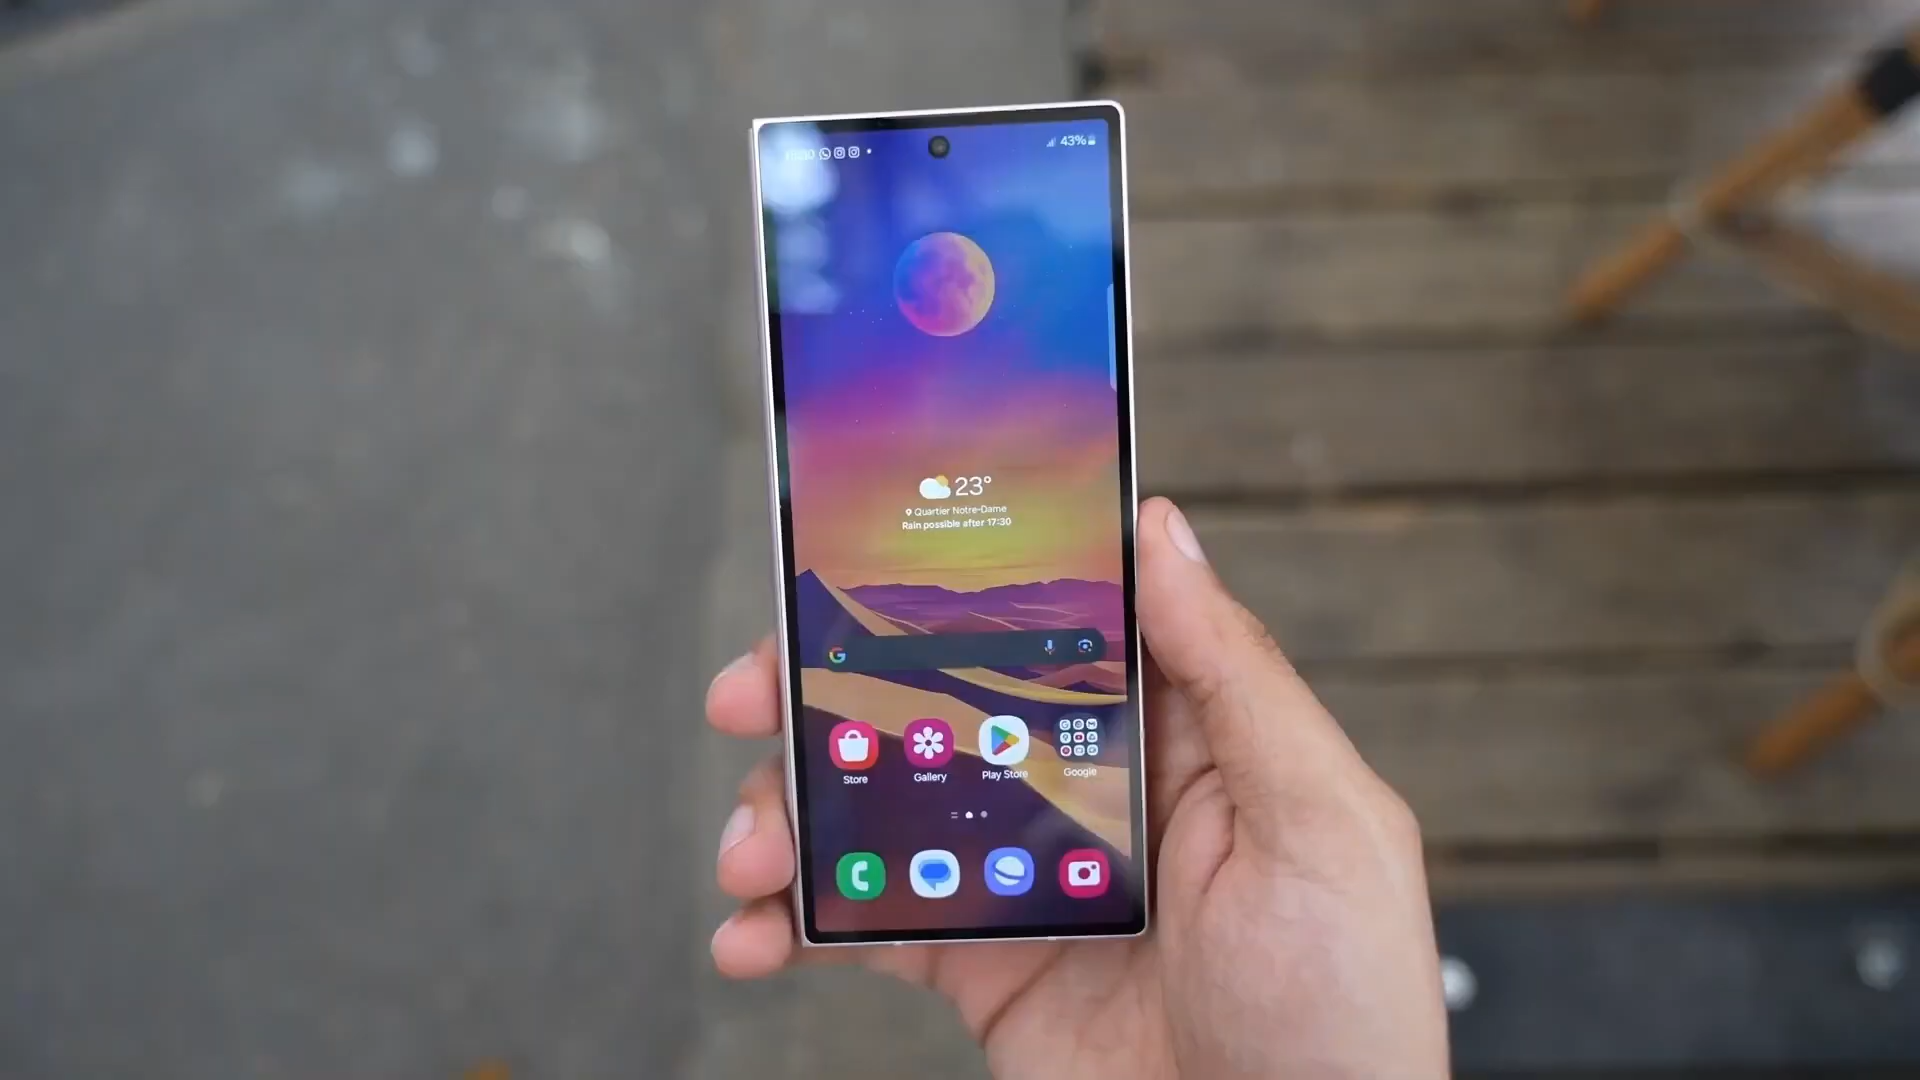 43%
23°
Quartier Notre-Dame
Rain possible after 17:30
G
Store
Gallery
Play Store
Google